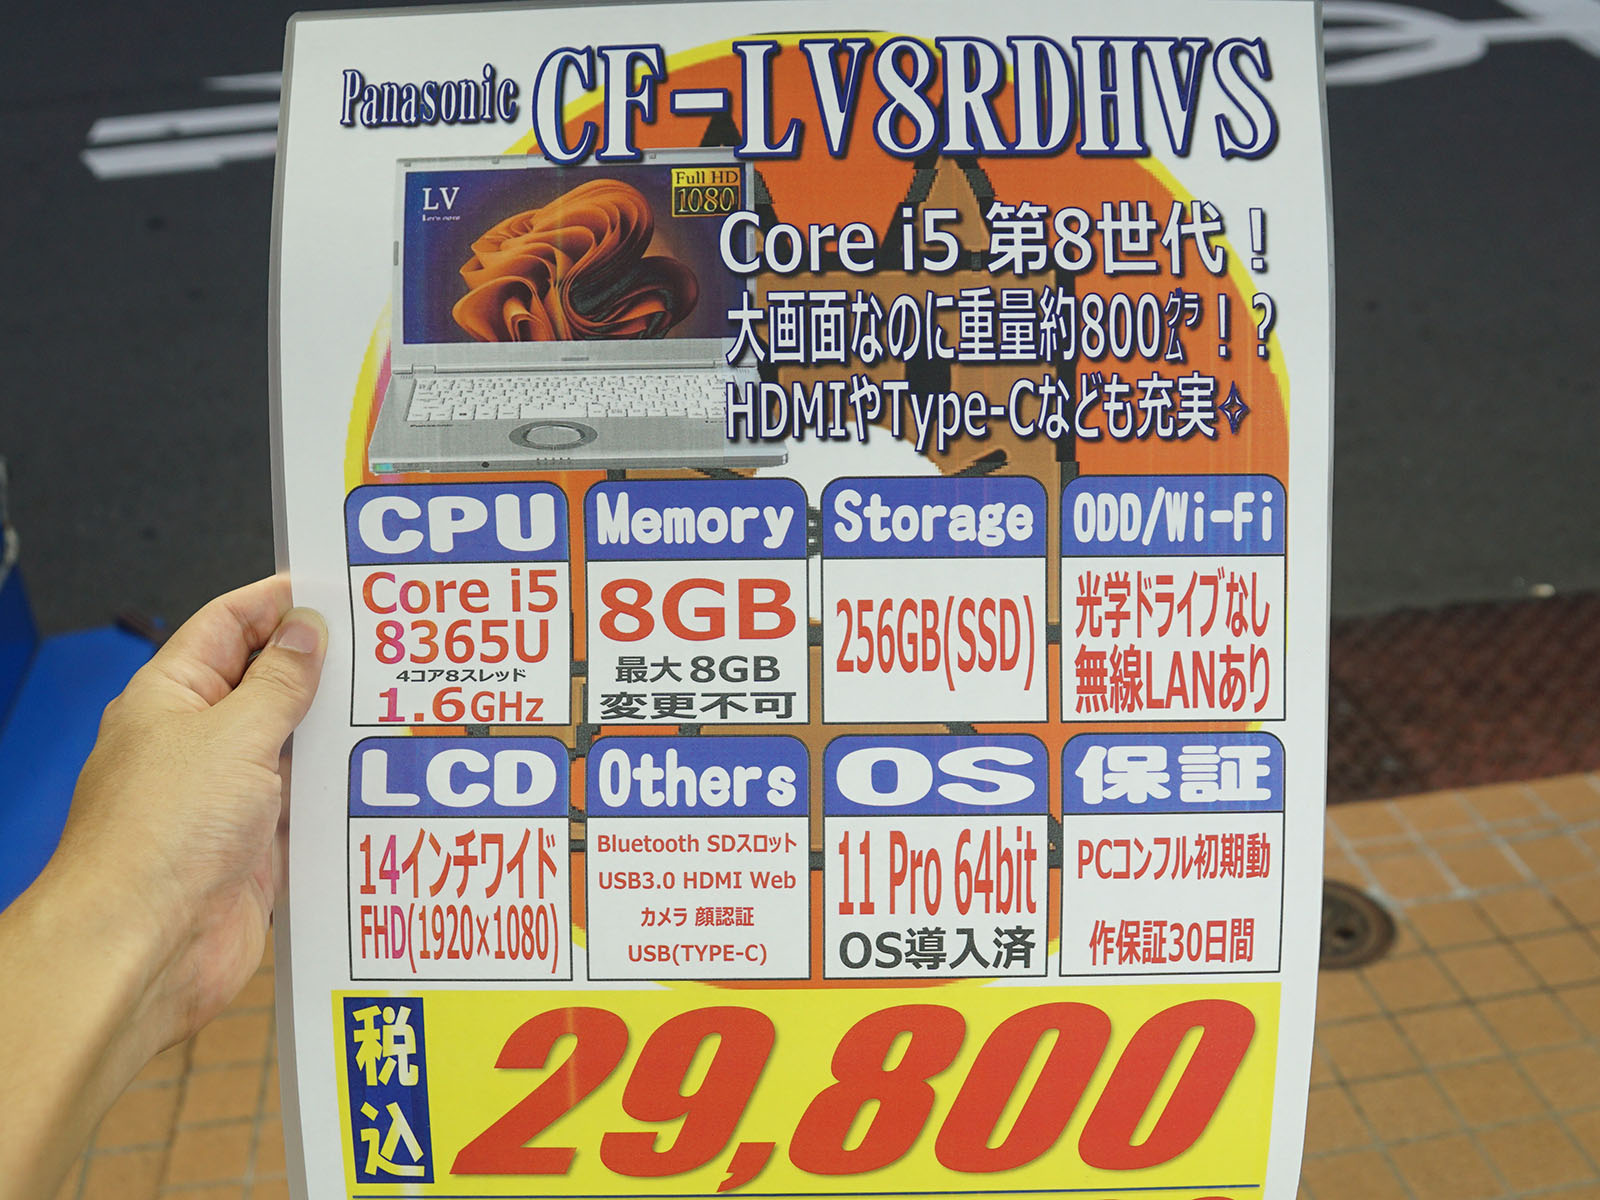 Panasonic CF-LV8RDHVS
LV
Full HD
1080
Core i5 第8世代！
大画面なのに重量約800㌘！？
HDMIやType-Cなども充実✧
CPU
Core i5
8365U
4コア8スレッド
1.6GHz
Memory
8GB
最大8GB
変更不可
Storage
256GB(SSD)
ODD/Wi-Fi
光学ドライブなし
無線LANあり
LCD
14インチワイド
FHD(1920×1080)
Others
Bluetooth SDスロット
USB3.0 HDMI Web
カメラ 顔認証
USB(TYPE-C)
OS
11 Pro 64bit
OS導入済
保証
PCコンフル初期動
作保証30日間
税込
29,800